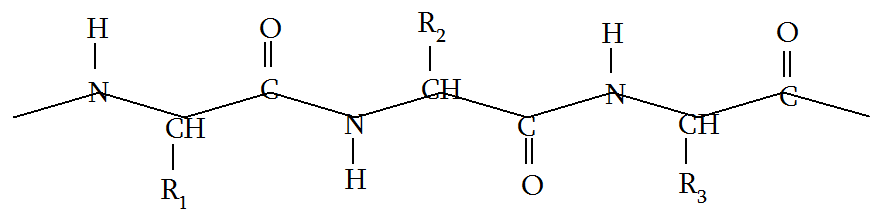 H O R₂ H O
N CH C N CH C N CH C
R₁ H O R₃